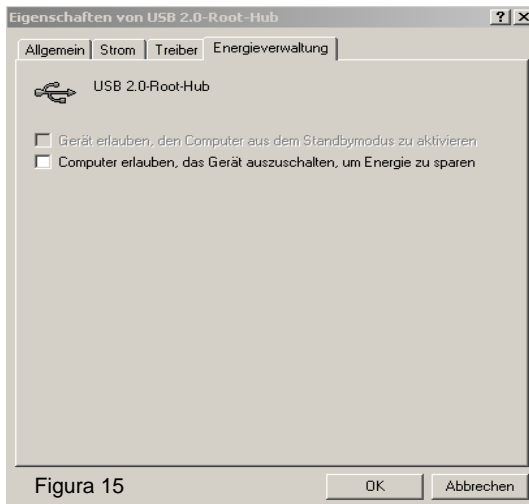 Eigenschaften von USB 2.0-Root-Hub
Allgemein Strom Treiber Energieverwaltung
USB 2.0-Root-Hub
Gerät erlauben, den Computer aus dem Standbymodus zu aktivieren
Computer erlauben, das Gerät auszuschalten, um Energie zu sparen
Figura 15 OK Abbrechen